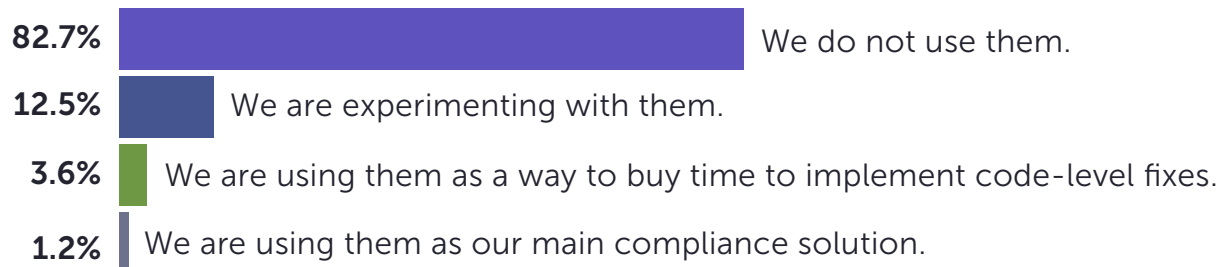 82.7% We do not use them.
12.5% We are experimenting with them.
3.6% We are using them as a way to buy time to implement code-level fixes.
1.2% We are using them as our main compliance solution.